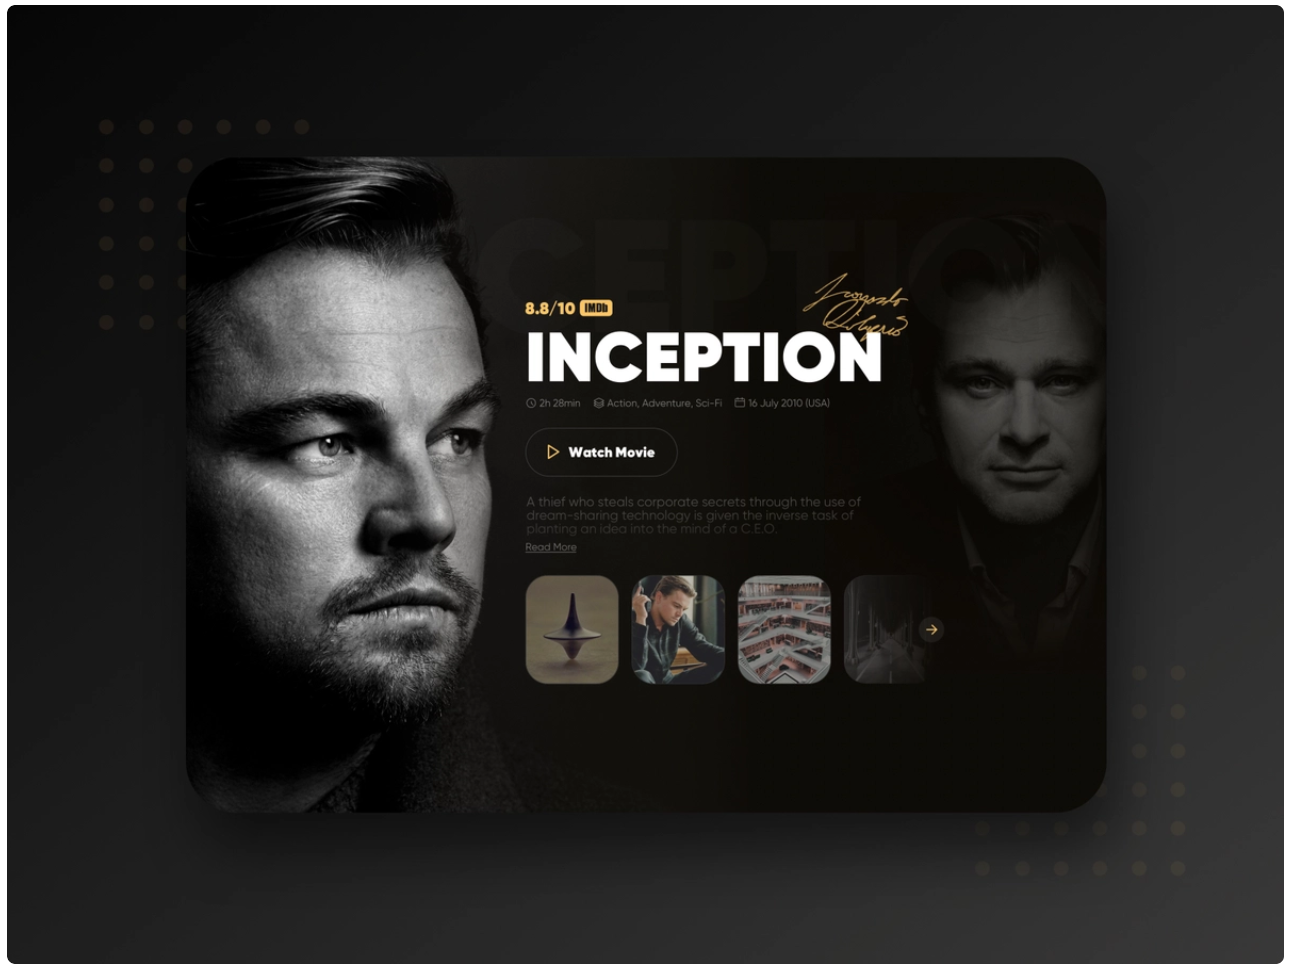 CEPTIO
8.8/10 IMDb
INCEPTION
2h 28min Action, Adventure, Sci-Fi 16 July 2010 (USA)
Watch Movie
A thief who steals corporate secrets through the use of
dream-sharing technology is given the inverse task of
planting an idea into the mind of a C.E.O.
Read More